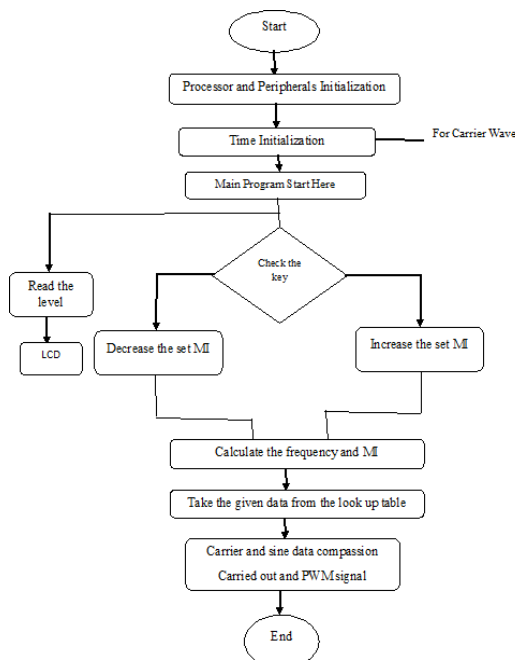 Start
Processor and Peripherals Initialization
Time Initialization
For Carrier Wave
Main Program Start Here
Check the
key
Read the
level
LCD
Decrease the set MI
Increase the set MI
Calculate the frequency and MI
Take the given data from the look up table
Carrier and sine data compassion
Carried out and PWM signal
End